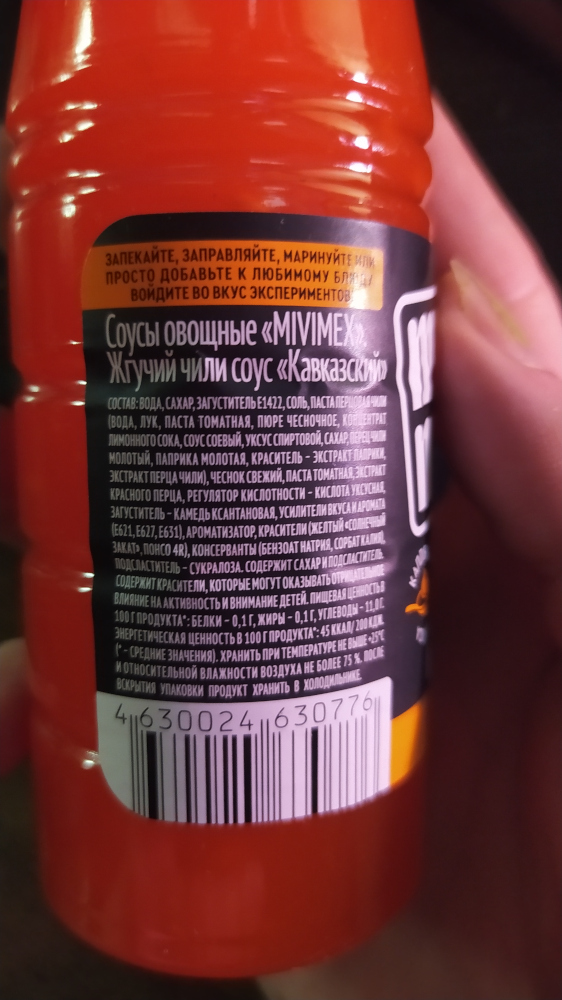 ЗАПЕКАЙТЕ, ЗАПРАВЛЯЙТЕ, МАРИНУЙТЕ ИЛИ
ПРОСТО ДОБАВЬТЕ К ЛЮБИМОМУ БЛЮДУ
ВОЙДИТЕ ВО ВКУС ЭКСПЕРИМЕНТОВ
Соусы овощные «MIVIMEX».
Жгучий чили соус «Кавказский»
СОСТАВ: ВОДА, САХАР, ЗАГУСТИТЕЛЬ Е1422, СОЛЬ, ПАСТА ПЕРЦОВАЯ ЧИЛИ
(ВОДА, ЛУК, ПАСТА ТОМАТНАЯ, ПЮРЕ ЧЕСНОЧНОЕ, КОНЦЕНТРАТ
ЛИМОННОГО СОКА, СОУС СОЕВЫЙ, УКСУС СПИРТОВОЙ, САХАР, ПЕРЕЦ ЧИЛИ
МОЛОТЫЙ, ПАПРИКА МОЛОТАЯ, КРАСИТЕЛЬ – ЭКСТРАКТ ПАПРИКИ,
ЭКСТРАКТ ПЕРЦА ЧИЛИ), ЧЕСНОК СВЕЖИЙ, ПАСТА ТОМАТНАЯ, ЭКСТРАКТ
КРАСНОГО ПЕРЦА, РЕГУЛЯТОР КИСЛОТНОСТИ – КИСЛОТА УКСУСНАЯ,
ЗАГУСТИТЕЛЬ – КАМЕДЬ КСАНТАНОВАЯ, УСИЛИТЕЛИ ВКУСА И АРОМАТА
(Е621, Е627, Е631), АРОМАТИЗАТОР, КРАСИТЕЛИ (ЖЕЛТЫЙ «СОЛНЕЧНЫЙ
ЗАКАТ», ПОНСО 4R), КОНСЕРВАНТЫ (БЕНЗОАТ НАТРИЯ, СОРБАТ КАЛИЯ),
ПОДСЛАСТИТЕЛЬ – СУКРАЛОЗА. СОДЕРЖИТ САХАР И ПОДСЛАСТИТЕЛЬ.
СОДЕРЖИТ КРАСИТЕЛИ, КОТОРЫЕ МОГУТ ОКАЗЫВАТЬ ОТРИЦАТЕЛЬНОЕ
ВЛИЯНИЕ НА АКТИВНОСТЬ И ВНИМАНИЕ ДЕТЕЙ. ПИЩЕВАЯ ЦЕННОСТЬ В
100 Г ПРОДУКТА*: БЕЛКИ – 0,1 Г, ЖИРЫ – 0,1 Г, УГЛЕВОДЫ – 11,0 Г.
ЭНЕРГЕТИЧЕСКАЯ ЦЕННОСТЬ В 100 Г ПРОДУКТА*: 45 ККАЛ/ 200 КДЖ.
(* – СРЕДНИЕ ЗНАЧЕНИЯ). ХРАНИТЬ ПРИ ТЕМПЕРАТУРЕ НЕ ВЫШЕ +25°С
И ОТНОСИТЕЛЬНОЙ ВЛАЖНОСТИ ВОЗДУХА НЕ БОЛЕЕ 75 %. ПОСЛЕ
ВСКРЫТИЯ УПАКОВКИ ПРОДУКТ ХРАНИТЬ В ХОЛОДИЛЬНИКЕ.
4 630024 630776